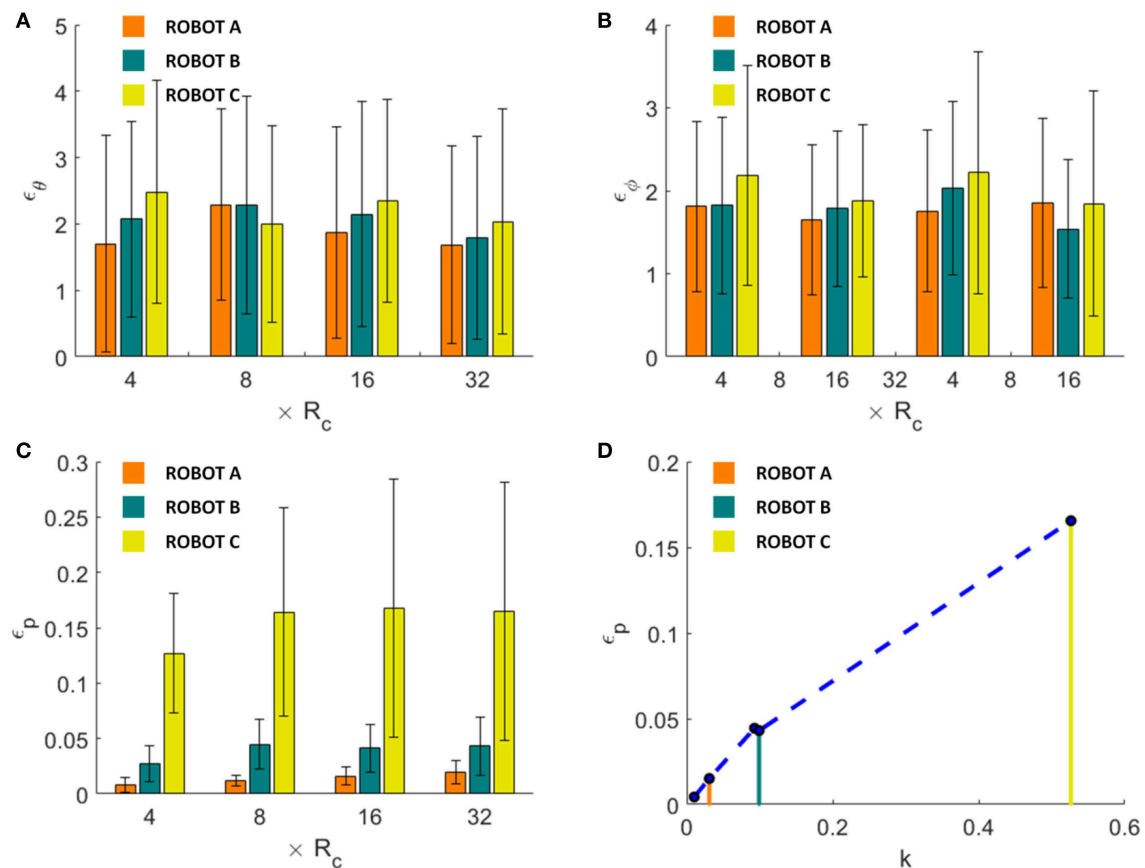 A
ROBOT A
ROBOT B
ROBOT C
5
4
3
2
1
0
ϵθ
4 8 16 32
× Rc
B
ROBOT A
ROBOT B
ROBOT C
4
3
2
1
0
ϵϕ
4 8 16 32 4 8 16
× Rc
C
ROBOT A
ROBOT B
ROBOT C
0.3
0.25
0.2
0.15
0.1
0.05
0
ϵp
4 8 16 32
× Rc
D
ROBOT A
ROBOT B
ROBOT C
0.2
0.15
0.1
0.05
0
ϵp
0 0.2 0.4 0.6
k